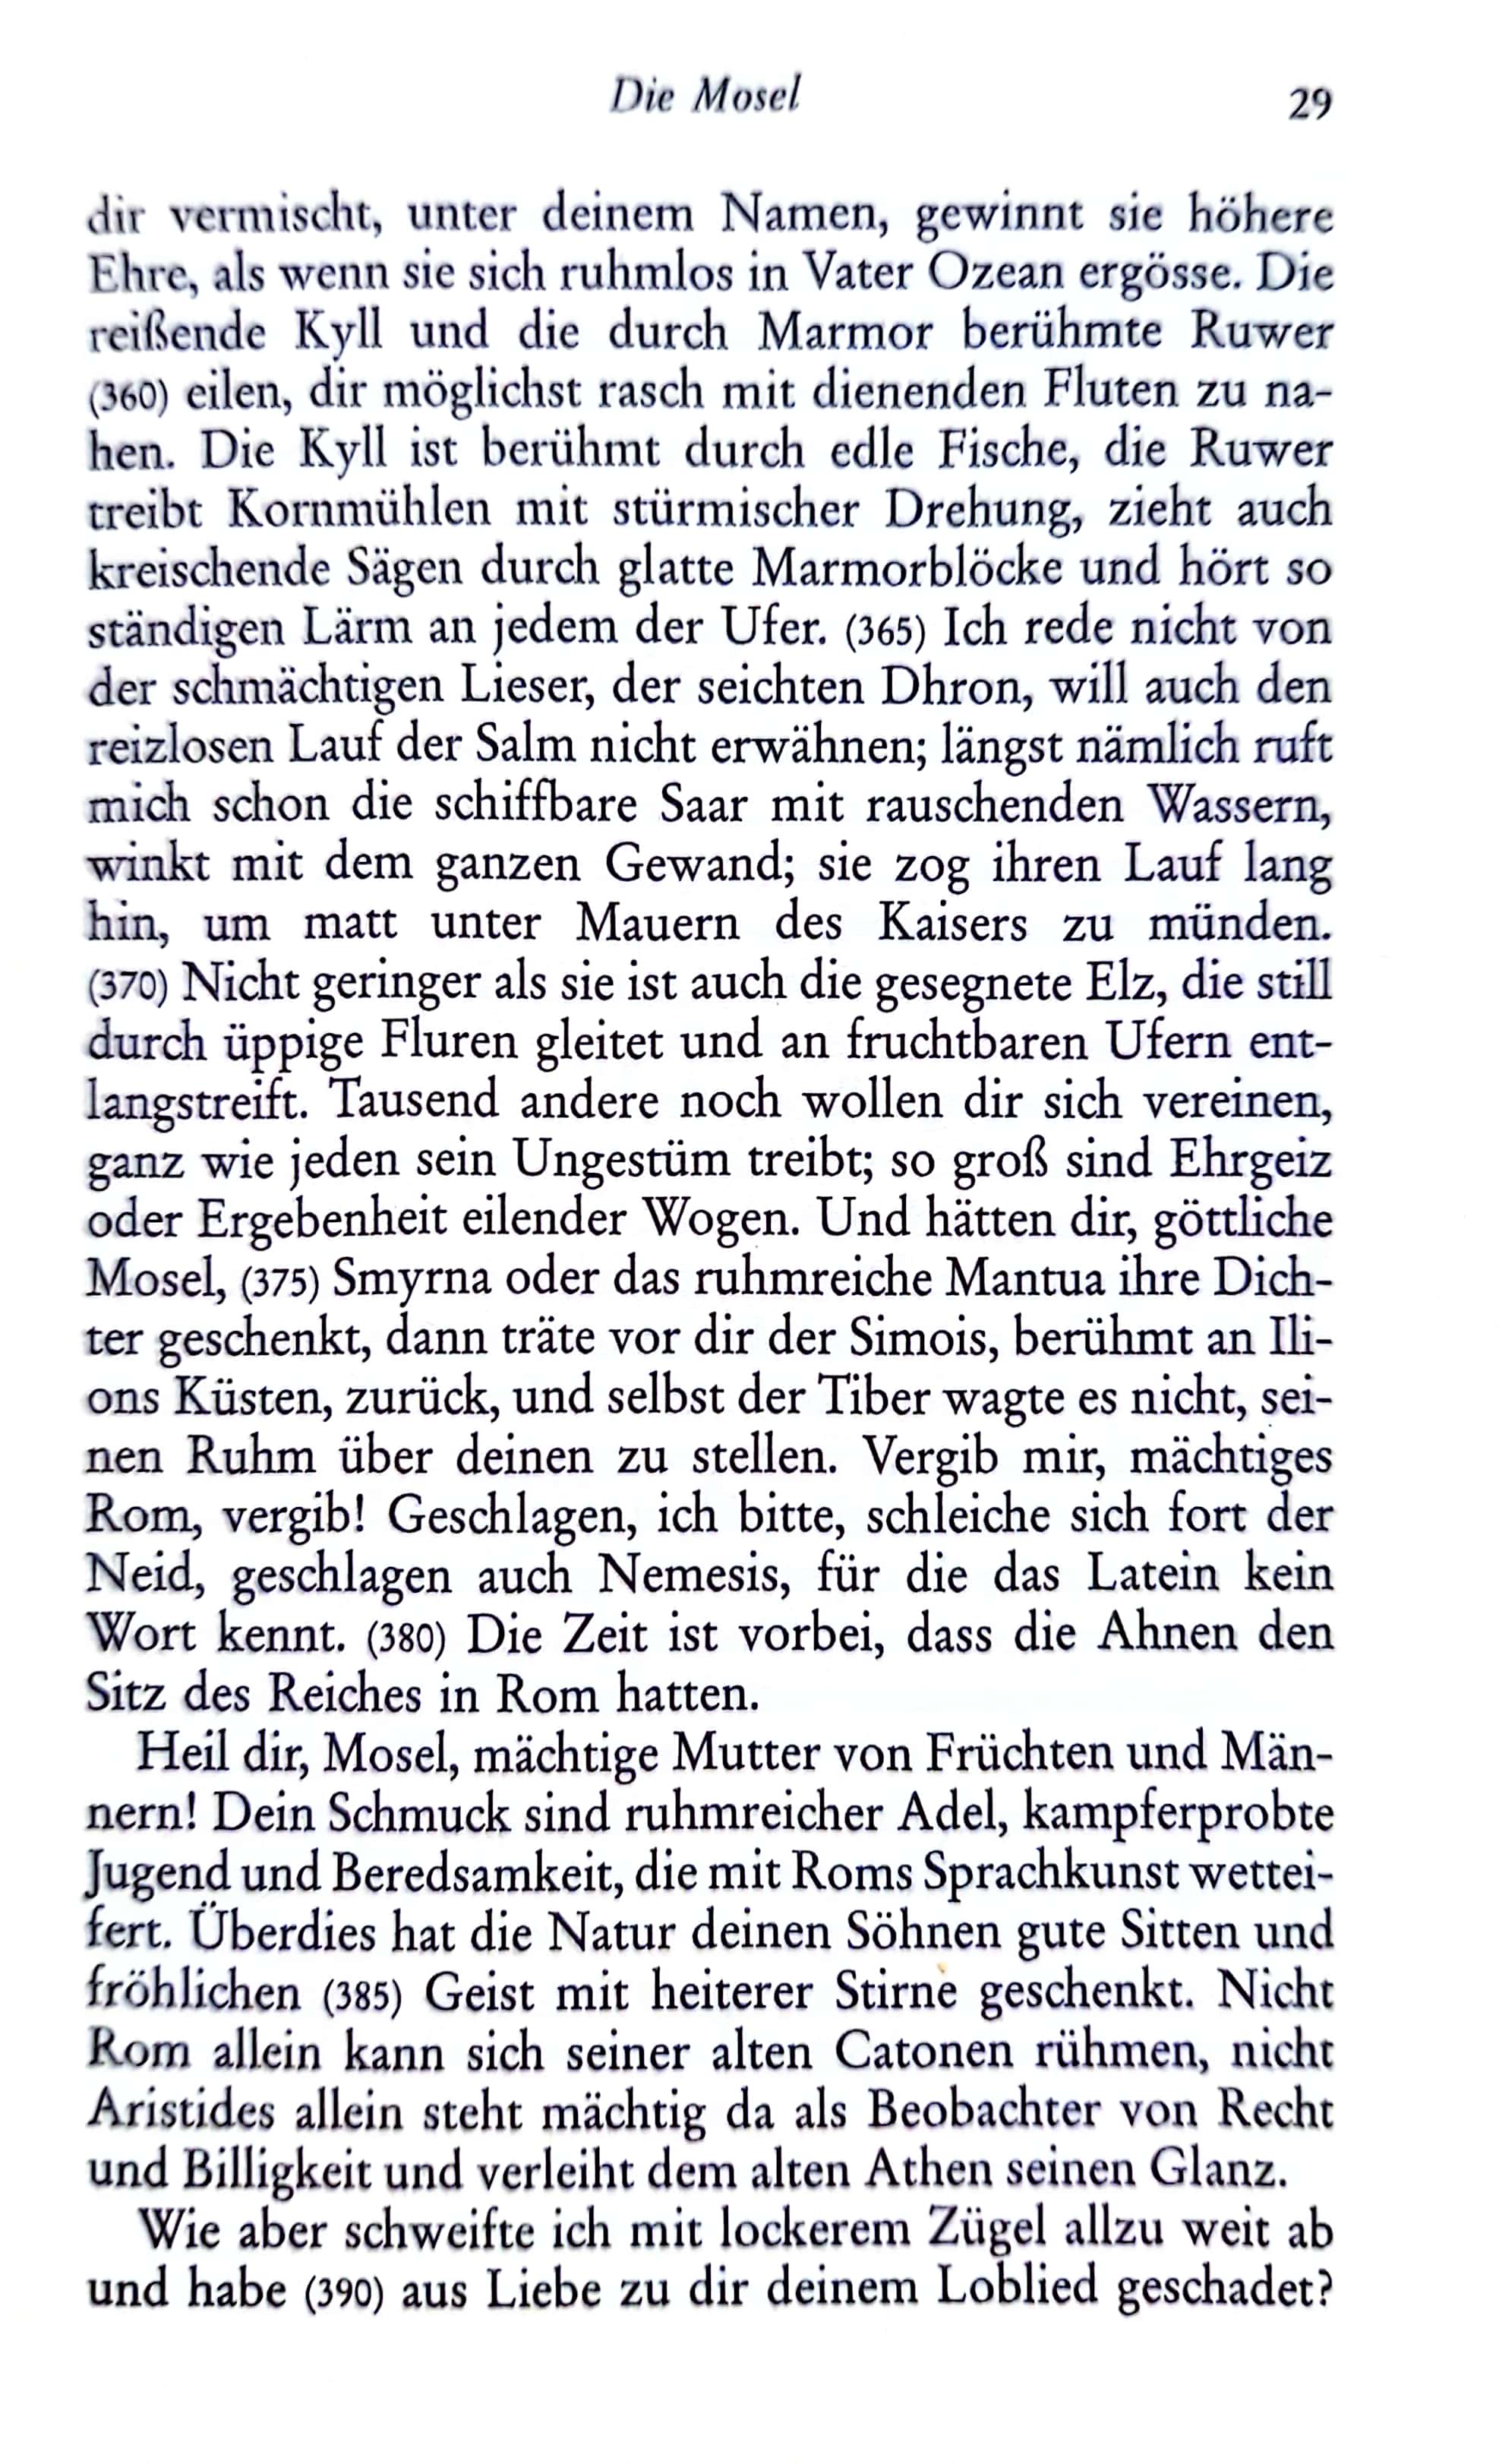 Die Mosel
29
dir vermischt, unter deinem Namen, gewinnt sie höhere
Ehre, als wenn sie sich ruhmlos in Vater Ozean ergösse. Die
reißende Kyll und die durch Marmor berühmte Ruwer
(360) eilen, dir möglichst rasch mit dienenden Fluten zu na-
hen. Die Kyll ist berühmt durch edle Fische, die Ruwer
treibt Kornmühlen mit stürmischer Drehung, zieht auch
kreischende Sägen durch glatte Marmorblöcke und hört so
ständigen Lärm an jedem der Ufer. (365) Ich rede nicht von
der schmächtigen Lieser, der seichten Dhron, will auch den
reizlosen Lauf der Salm nicht erwähnen; längst nämlich ruft
mich schon die schiffbare Saar mit rauschenden Wassern,
winkt mit dem ganzen Gewand; sie zog ihren Lauf lang
hin, um matt unter Mauern des Kaisers zu münden.
(370) Nicht geringer als sie ist auch die gesegnete Elz, die still
durch üppige Fluren gleitet und an fruchtbaren Ufern ent-
langstreift. Tausend andere noch wollen dir sich vereinen,
ganz wie jeden sein Ungestüm treibt; so groß sind Ehrgeiz
oder Ergebenheit eilender Wogen. Und hätten dir, göttliche
Mosel, (375) Smyrna oder das ruhmreiche Mantua ihre Dich-
ter geschenkt, dann träte vor dir der Simois, berühmt an Ili-
ons Küsten, zurück, und selbst der Tiber wagte es nicht, sei-
nen Ruhm über deinen zu stellen. Vergib mir, mächtiges
Rom, vergib! Geschlagen, ich bitte, schleiche sich fort der
Neid, geschlagen auch Nemesis, für die das Latein kein
Wort kennt. (380) Die Zeit ist vorbei, dass die Ahnen den
Sitz des Reiches in Rom hatten.
Heil dir, Mosel, mächtige Mutter von Früchten und Män-
nern! Dein Schmuck sind ruhmreicher Adel, kampferprobte
Jugend und Beredsamkeit, die mit Roms Sprachkunst wettei-
fert. Überdies hat die Natur deinen Söhnen gute Sitten und
fröhlichen (385) Geist mit heiterer Stirne geschenkt. Nicht
Rom allein kann sich seiner alten Catonen rühmen, nicht
Aristides allein steht mächtig da als Beobachter von Recht
und Billigkeit und verleiht dem alten Athen seinen Glanz.
Wie aber schweifte ich mit lockerem Zügel allzu weit ab
und habe (390) aus Liebe zu dir deinem Loblied geschadet?